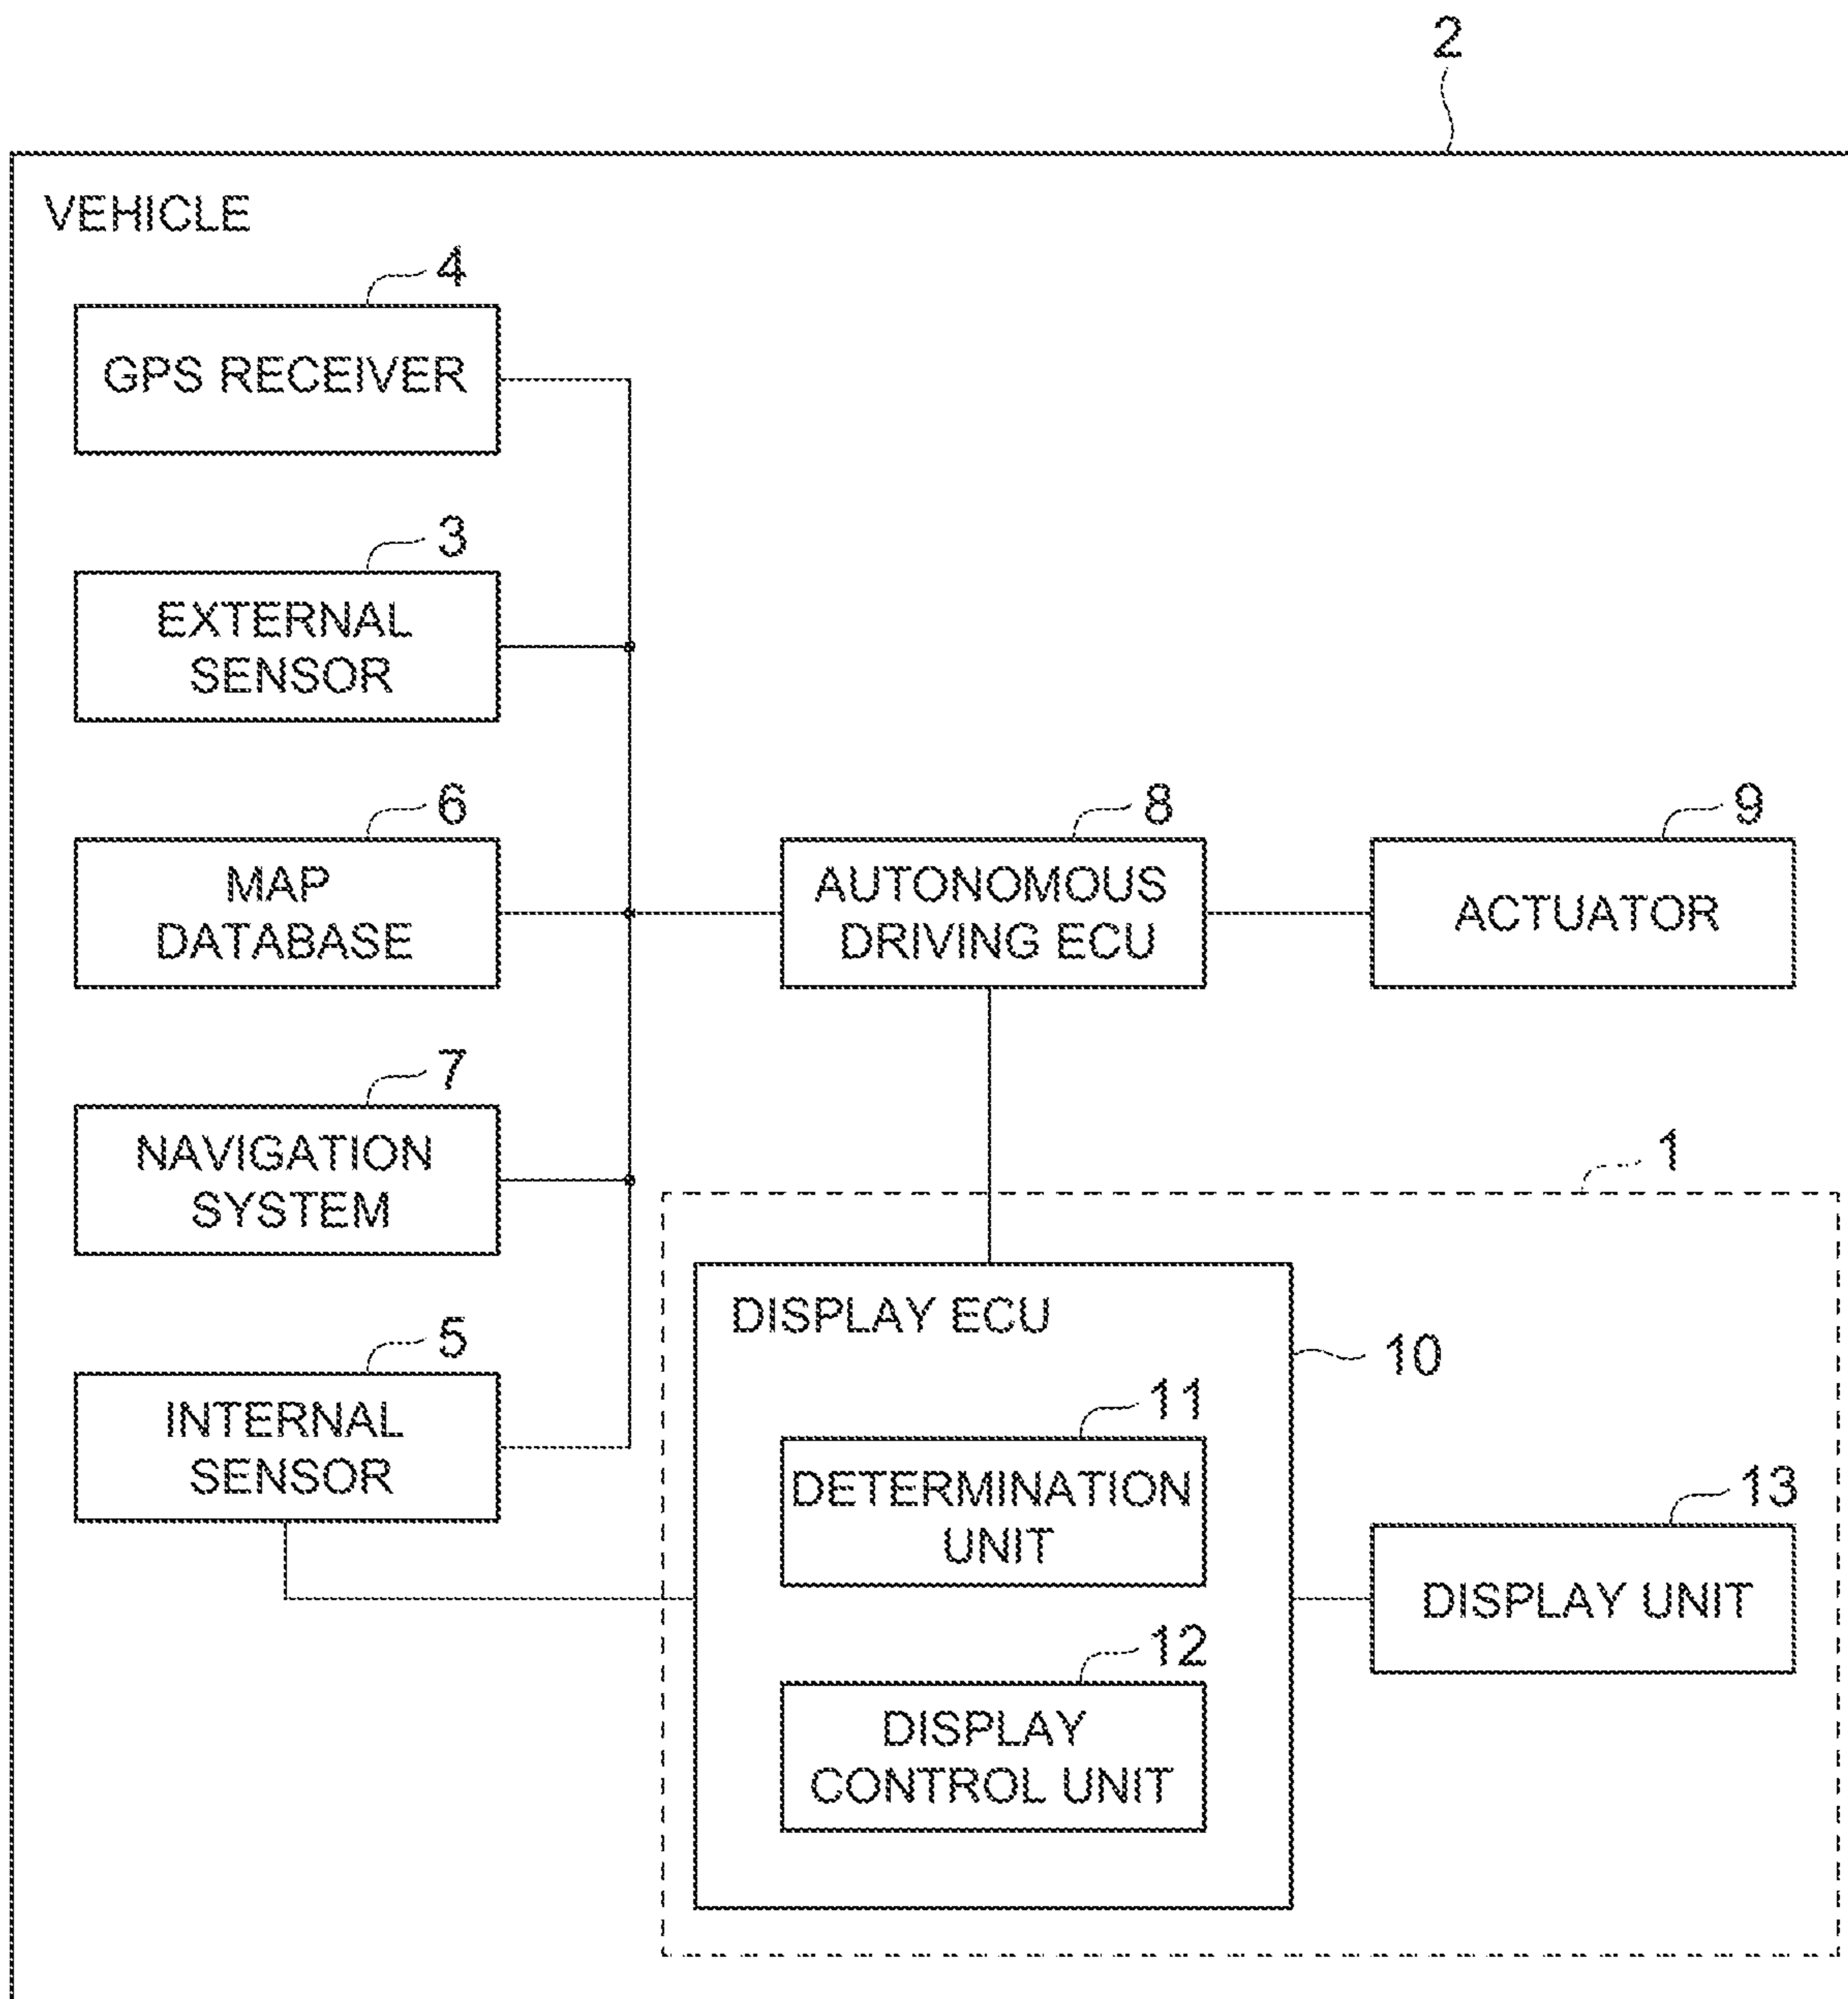 2
VEHICLE
4
GPS RECEIVER
3
EXTERNAL
SENSOR
6
MAP
DATABASE
8
AUTONOMOUS
DRIVING ECU
9
ACTUATOR
7
NAVIGATION
SYSTEM
1
5
INTERNAL
SENSOR
DISPLAY ECU
10
11
DETERMINATION
UNIT
13
DISPLAY UNIT
12
DISPLAY
CONTROL UNIT